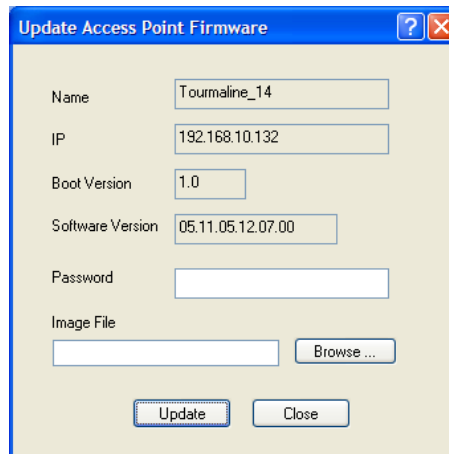 Update Access Point Firmware
Name Tourmaline_14
IP 192.168.10.132
Boot Version 1.0
Software Version 05.11.05.12.07.00
Password
Image File
Browse ...
Update Close